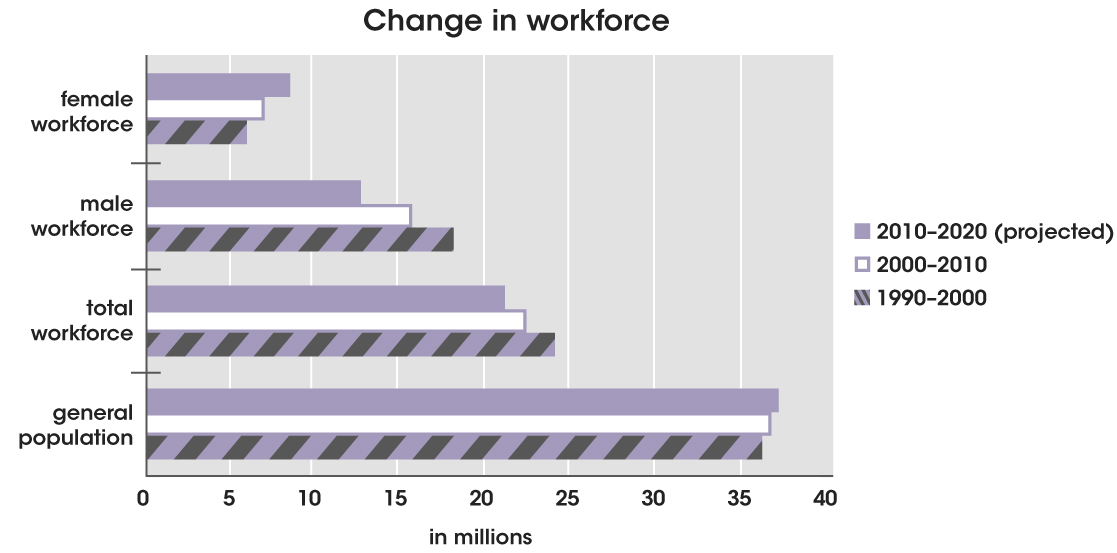 Change in workforce
female
workforce
male
workforce
total
workforce
general
population
0 5 10 15 20 25 30 35 40
in millions
2010–2020 (projected)
2000–2010
1990–2000